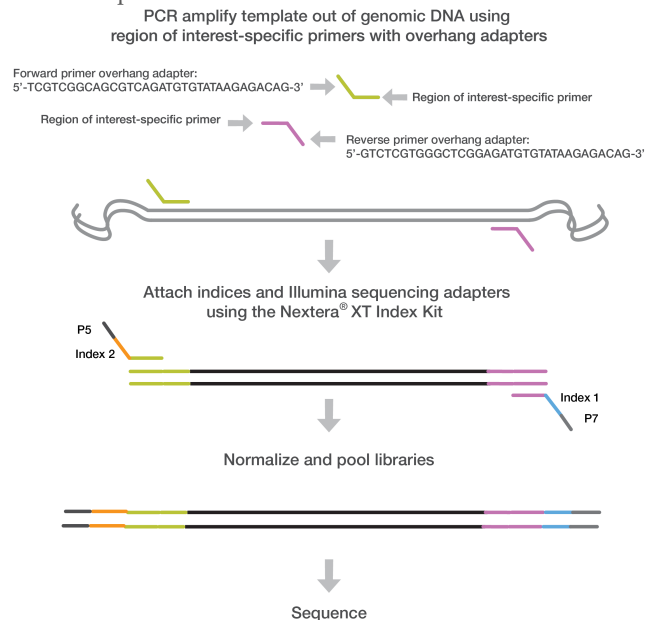 PCR amplify template out of genomic DNA using
region of interest-specific primers with overhang adapters
Forward primer overhang adapter:
5’-TCGTCGGCAGCGTCAGATGTGTATAAGAGACAG-3’
Region of interest-specific primer
Region of interest-specific primer
Reverse primer overhang adapter:
5’-GTCTCGTGGGCTCGGAGATGTGTATAAGAGACAG-3’
Attach indices and Illumina sequencing adapters
using the Nextera® XT Index Kit
P5
Index 2
Index 1
P7
Normalize and pool libraries
Sequence